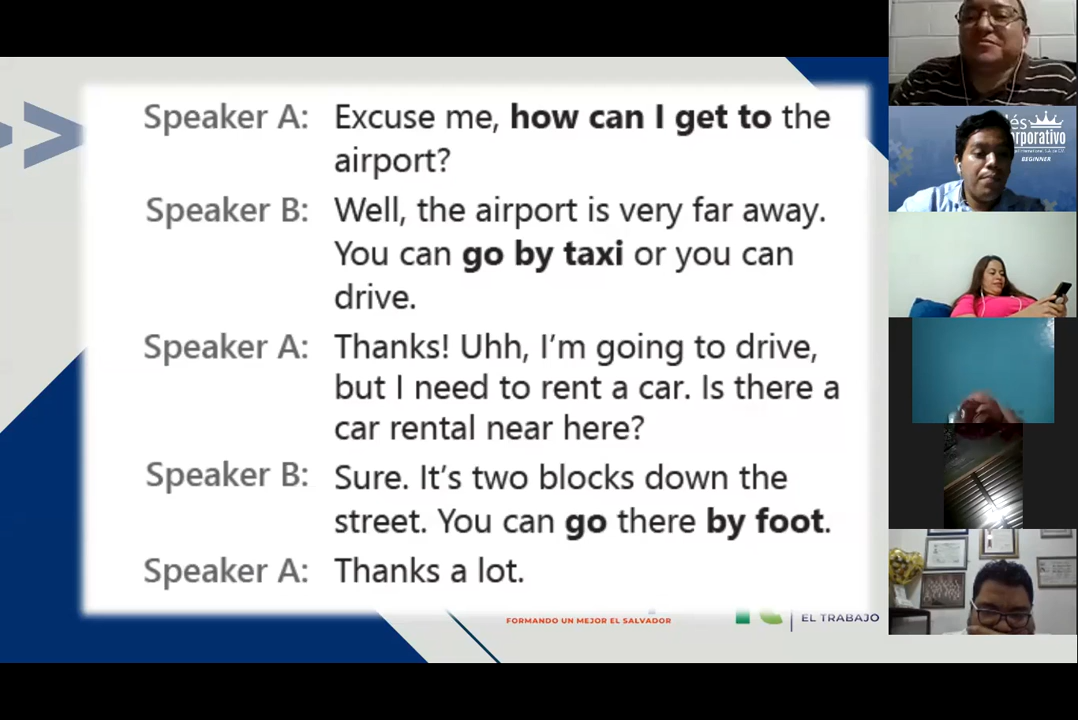 Speaker A: Excuse me, how can I get to the
airport?
Speaker B: Well, the airport is very far away.
You can go by taxi or you can
drive.
Speaker A: Thanks! Uhh, I'm going to drive,
but I need to rent a car. Is there a
car rental near here?
Speaker B: Sure. It's two blocks down the
street. You can go there by foot.
Speaker A: Thanks a lot.
FORMANDO UN MEJOR EL SALVADOR
EL TRABAJO
BEGINNER